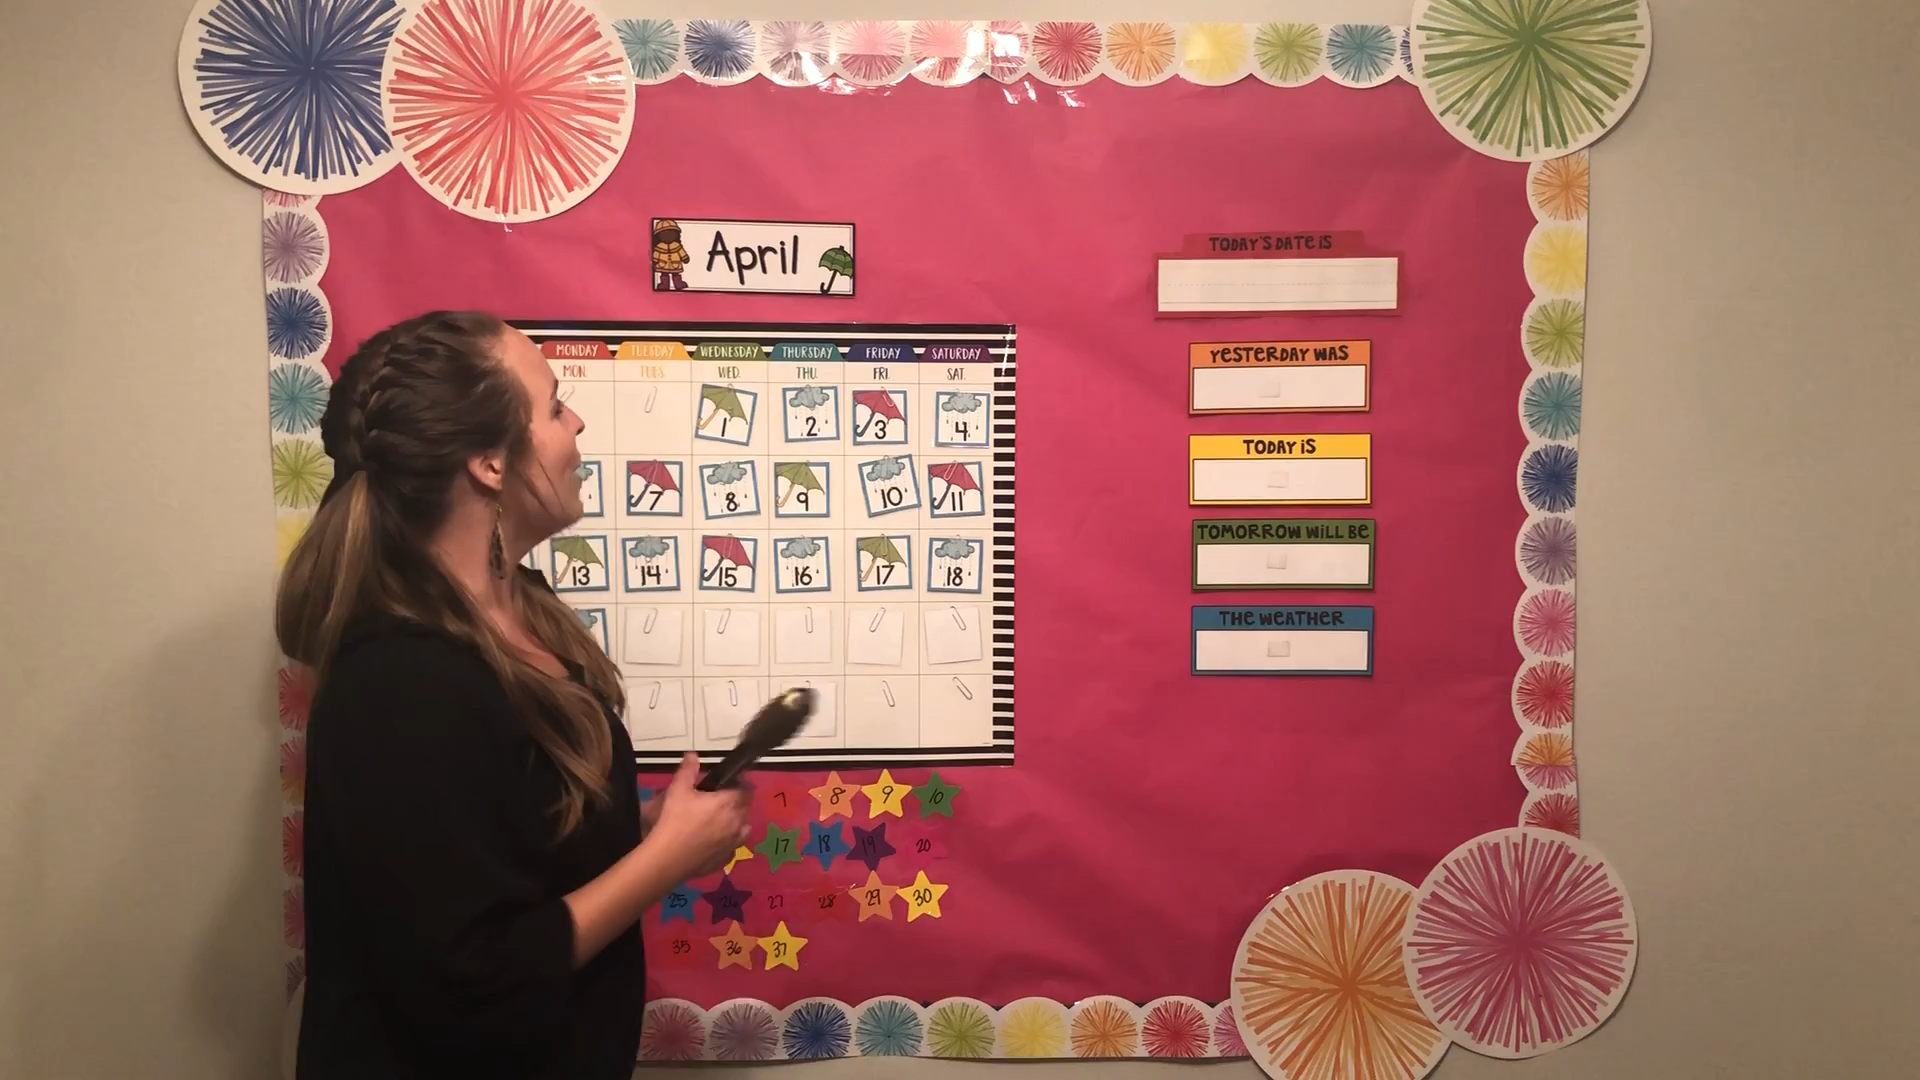 April
TODAY'S DATE IS
YESTERDAY WAS
TODAY IS
TOMORROW WILL BE
THE WEATHER
MONDAY TUESDAY WEDNESDAY THURSDAY FRIDAY SATURDAY
MON. TUES. WED. THU. FRI. SAT.
1 2 3 4
7 8 9 10 11
13 14 15 16 17 18
7 8 9 10
17 18 19 20
25 26 27 28 29 30
35 36 37